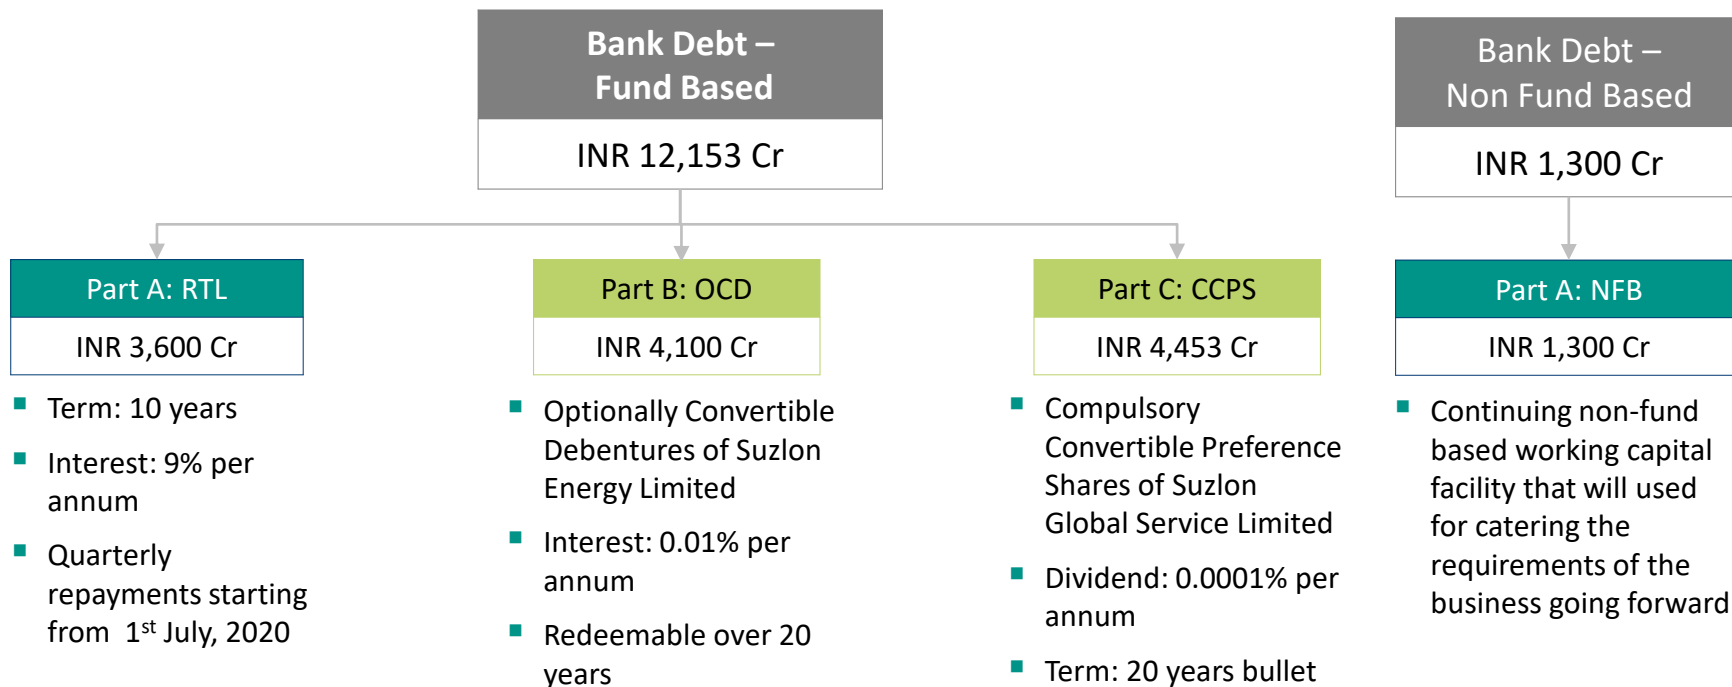 Bank Debt –
Fund Based
INR 12,153 Cr
Bank Debt –
Non Fund Based
INR 1,300 Cr
Part A: RTL
INR 3,600 Cr
▪ Term: 10 years
▪ Interest: 9% per
annum
▪ Quarterly
repayments starting
from 1st July, 2020
Part B: OCD
INR 4,100 Cr
▪ Optionally Convertible
Debentures of Suzlon
Energy Limited
▪ Interest: 0.01% per
annum
▪ Redeemable over 20
years
Part C: CCPS
INR 4,453 Cr
▪ Compulsory
Convertible Preference
Shares of Suzlon
Global Service Limited
▪ Dividend: 0.0001% per
annum
▪ Term: 20 years bullet
Part A: NFB
INR 1,300 Cr
▪ Continuing non-fund
based working capital
facility that will used
for catering the
requirements of the
business going forward